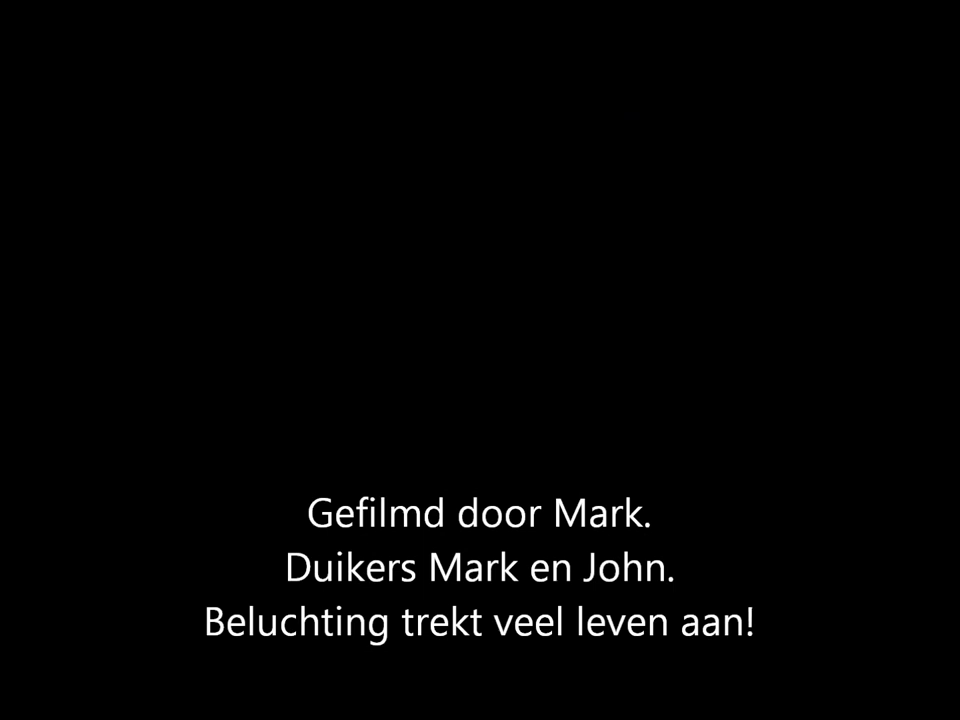 Gefilmd door Mark.
Duikers Mark en John.
Beluchting trekt veel leven aan!